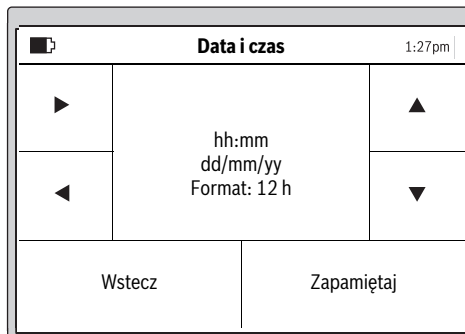 Data i czas 1:27pm
hh:mm
dd/mm/yy
Format: 12 h
Wstecz Zapamiętaj